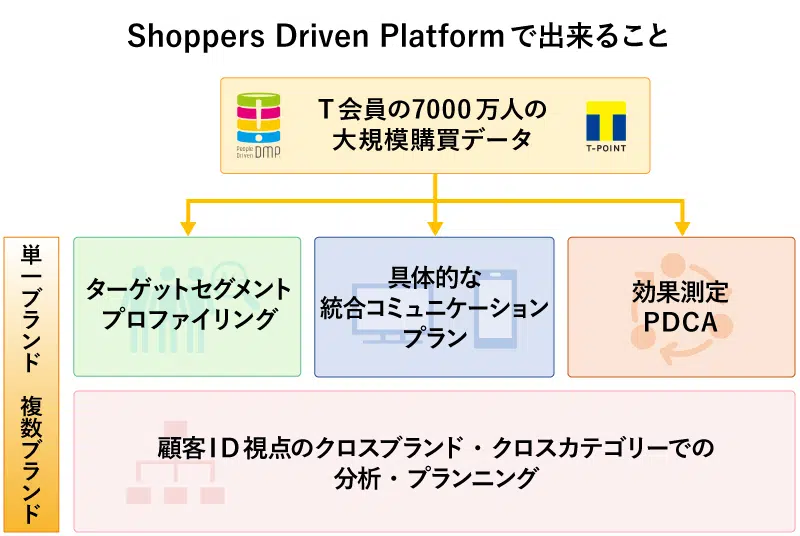 Shoppers Driven Platformで出来ること
People
Driven DMP
T会員の7000万人の
大規模購買データ
T-POINT
単一ブランド
ターゲットセグメント
プロファイリング
具体的な
統合コミュニケーション
プラン
効果測定
PDCA
複数ブランド
顧客ID視点のクロスブランド・クロスカテゴリーでの
分析・プランニング